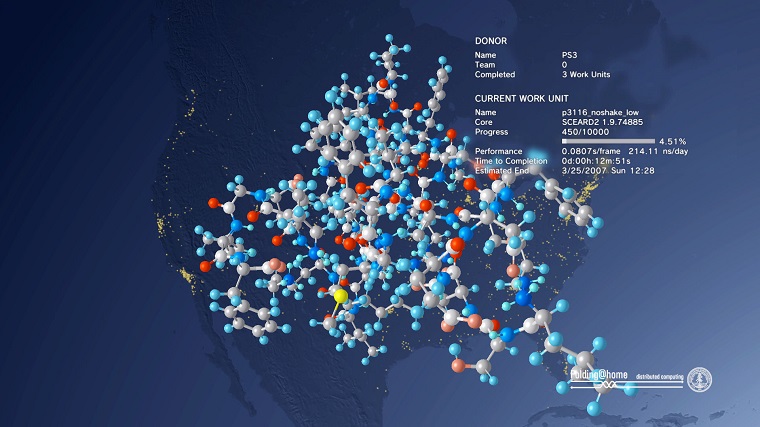 DONOR
Name PS3
Team 0
Completed 3 Work Units
CURRENT WORK UNIT
Name p3116_noshake_low
Core SCEARD2 1.9.74885
Progress 450/10000
4.51%
Performance 0.0807s/frame 214.11 ns/day
Time to Completion 0d:00h:12m:51s
Estimated End 3/25/2007 Sun 12:28
Folding@home distributed computing